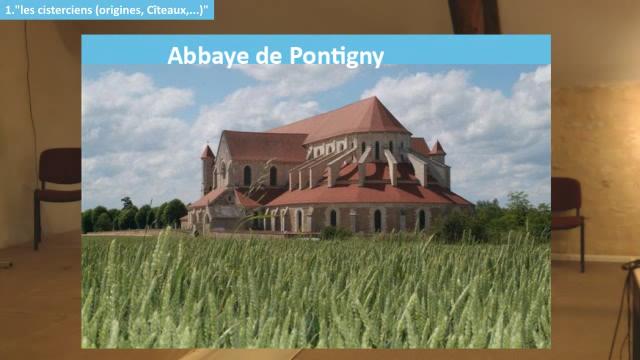 1."les cisterciens (origines, Cîteaux,...)"
Abbaye de Pontigny